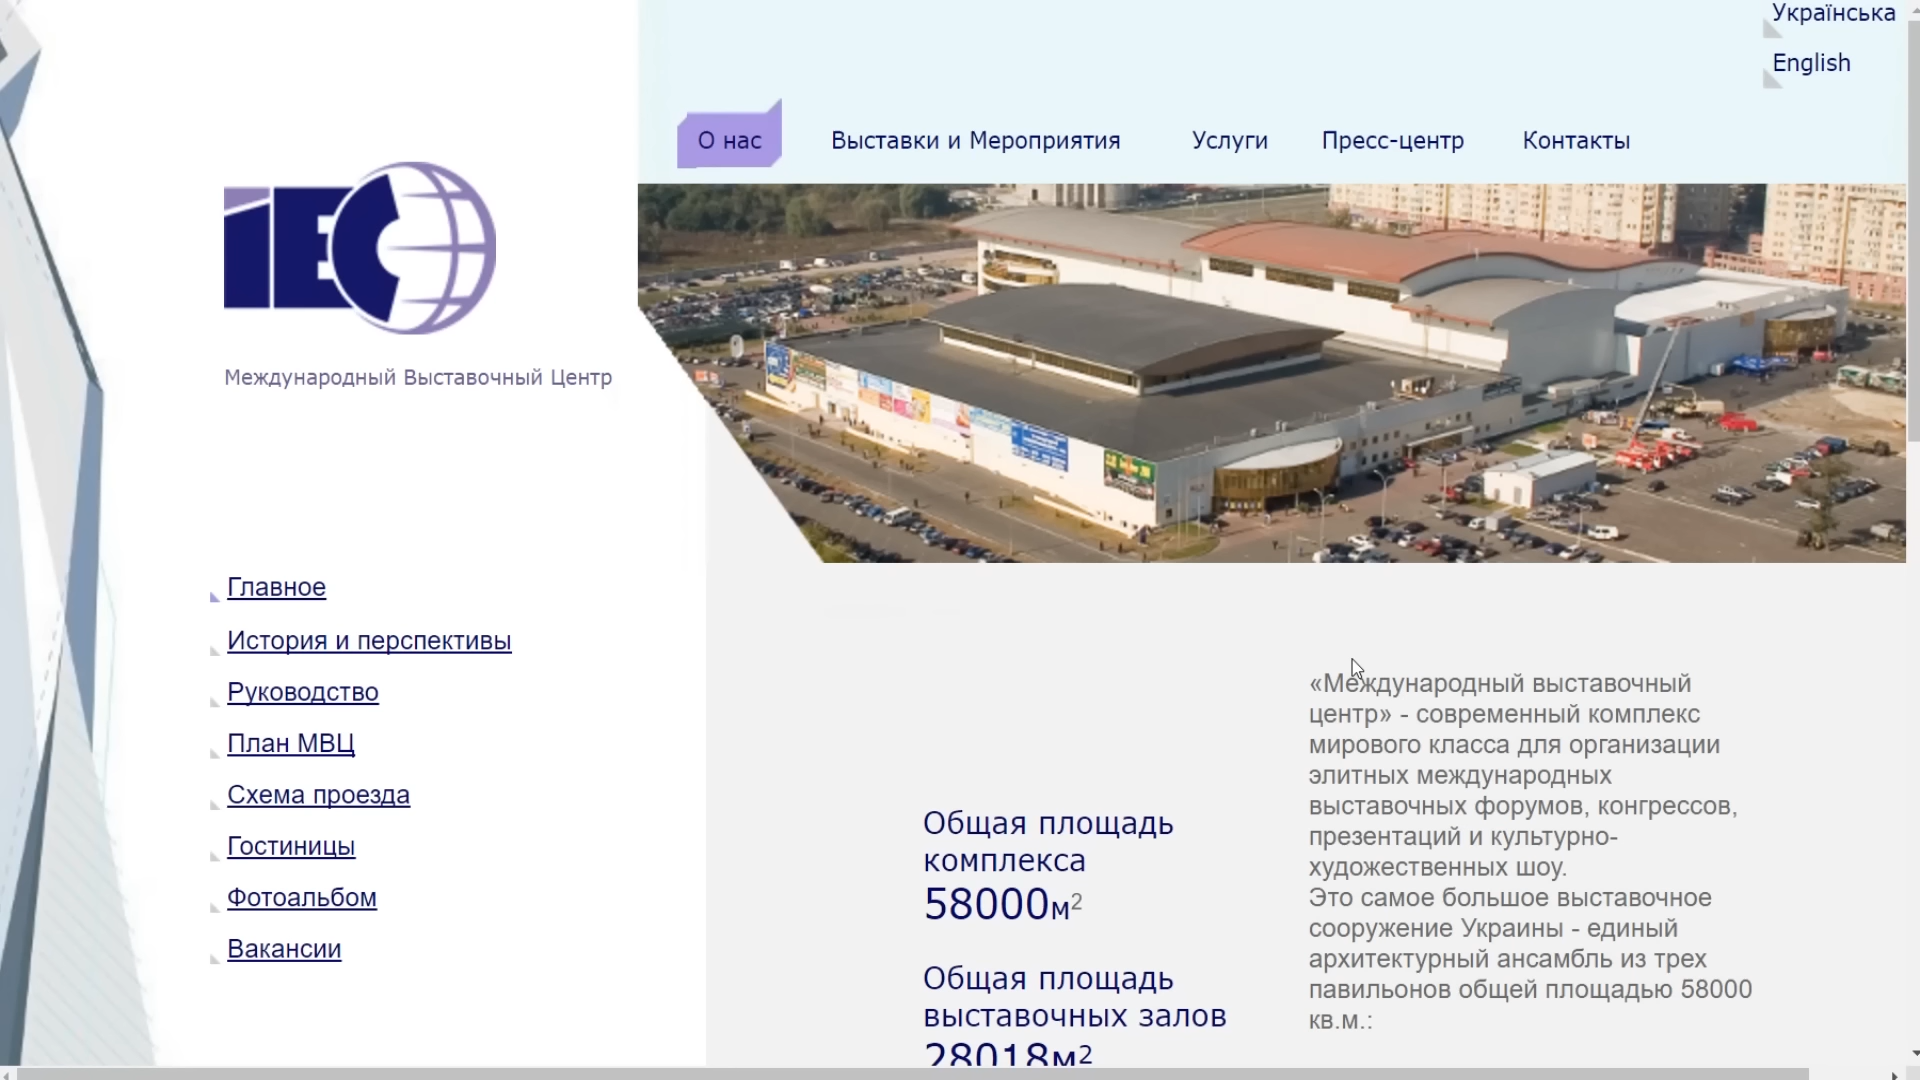 Українська
English
О нас
Выставки и Мероприятия
Услуги
Пресс-центр
Контакты
IEC
Международный Выставочный Центр
Главное
История и перспективы
Руководство
План МВЦ
Схема проезда
Гостиницы
Фотоальбом
Вакансии
Общая площадь
комплекса
58000м2
Общая площадь
выставочных залов
28018м2
«Международный выставочный
центр» - современный комплекс
мирового класса для организации
элитных международных
выставочных форумов, конгрессов,
презентаций и культурно-
художественных шоу.
Это самое большое выставочное
сооружение Украины - единый
архитектурный ансамбль из трех
павильонов общей площадью 58000
кв.м.: